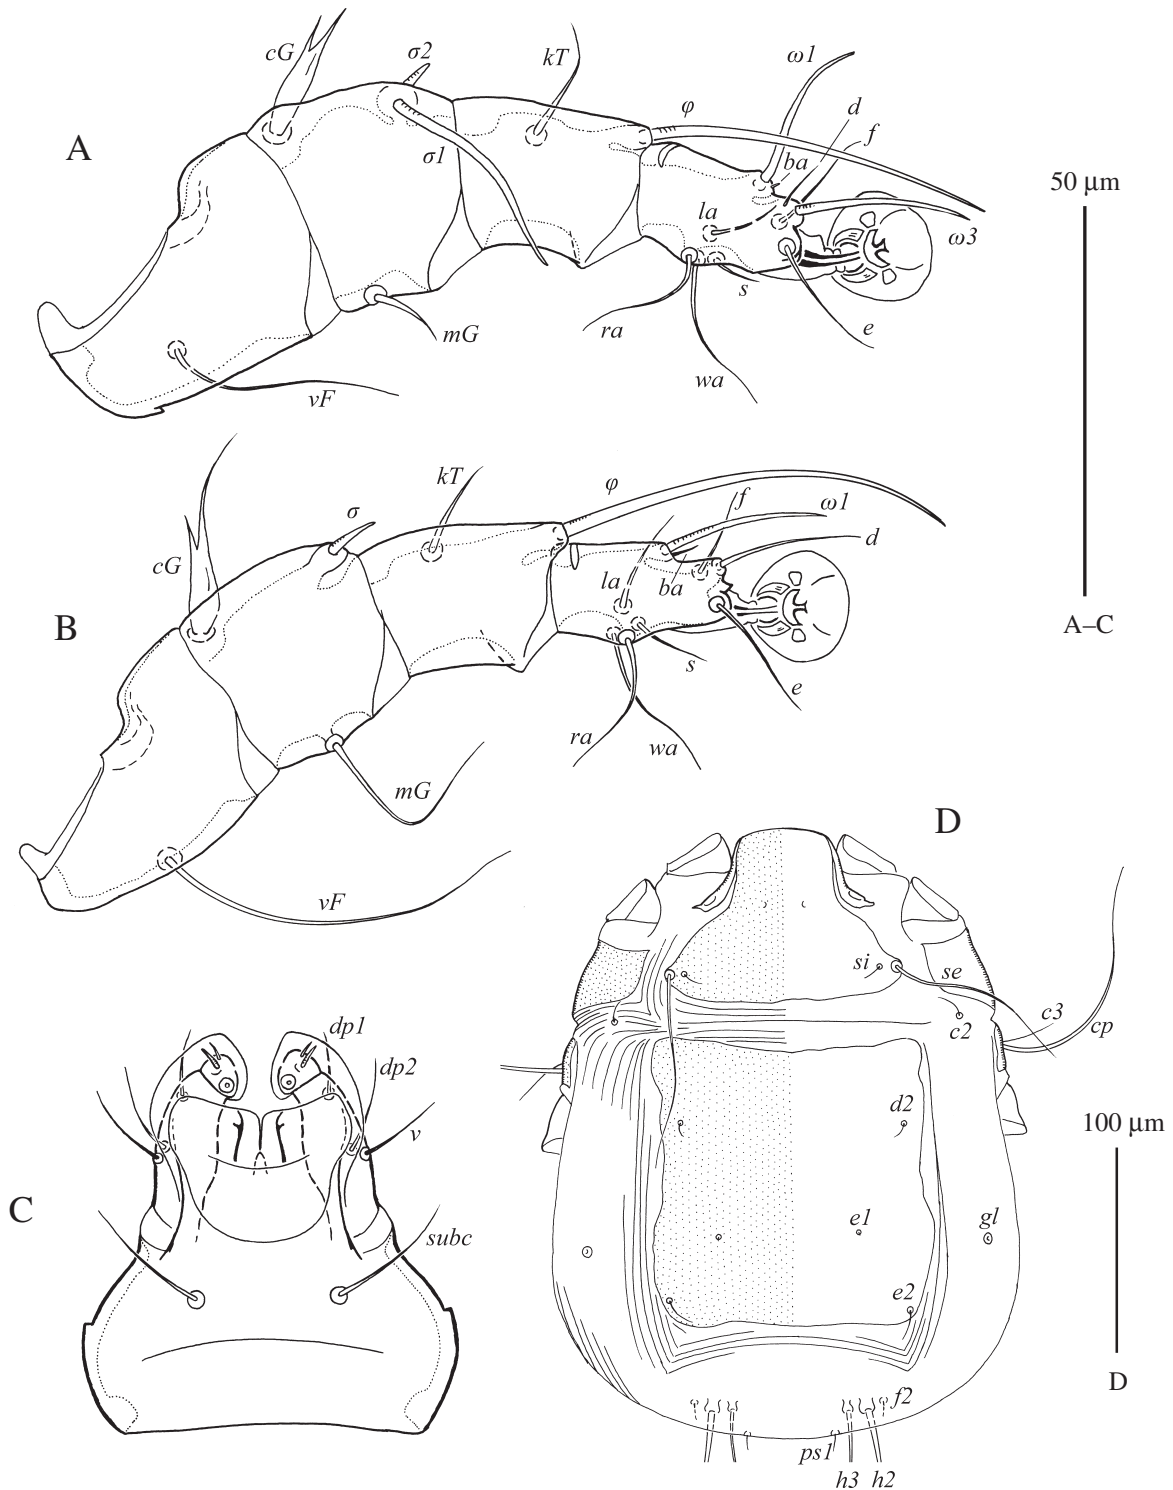 A
cG
σ2
kT
ω1
φ
d
f
σ1
ba
la
ω3
s
ra
mG
wa
e
vF
50 μm
A–C
B
cG
σ
kT
φ
f
ω1
d
la
ba
s
e
ra
wa
mG
vF
C
dp1
dp2
v
subc
D
si
se
c3
c2
cp
d2
e1
gl
e2
f2
ps1
h3
h2
100 μm
D